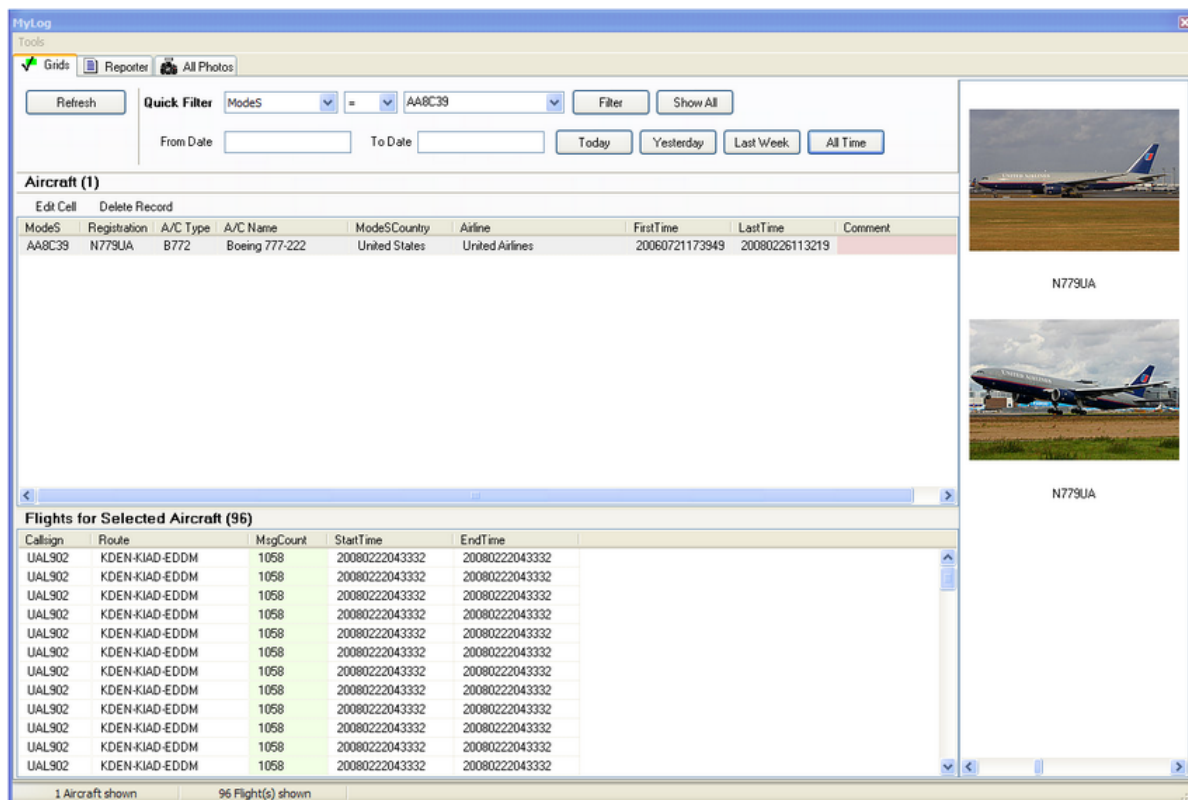 MyLog
Tools
Grids Reporter All Photos
Refresh Quick Filter ModeS = AA8C39 Filter Show All
From Date To Date Today Yesterday Last Week All Time
Aircraft (1)
Edit Cell Delete Record
ModeS Registration A/C Type A/C Name ModeSCountry Airline FirstTime LastTime Comment
AA8C39 N779UA B772 Boeing 777-222 United States United Airlines 20060721173949 20080226113219
UNITED AIRLINES
N779UA
UNITED AIRLINES
N779UA
Flights for Selected Aircraft (96)
Callsign Route MsgCount StartTime EndTime
UAL902 KDEN-KIAD-EDDM 1058 20080222043332 20080222043332
UAL902 KDEN-KIAD-EDDM 1058 20080222043332 20080222043332
UAL902 KDEN-KIAD-EDDM 1058 20080222043332 20080222043332
UAL902 KDEN-KIAD-EDDM 1058 20080222043332 20080222043332
UAL902 KDEN-KIAD-EDDM 1058 20080222043332 20080222043332
UAL902 KDEN-KIAD-EDDM 1058 20080222043332 20080222043332
UAL902 KDEN-KIAD-EDDM 1058 20080222043332 20080222043332
UAL902 KDEN-KIAD-EDDM 1058 20080222043332 20080222043332
UAL902 KDEN-KIAD-EDDM 1058 20080222043332 20080222043332
UAL902 KDEN-KIAD-EDDM 1058 20080222043332 20080222043332
UAL902 KDEN-KIAD-EDDM 1058 20080222043332 20080222043332
UAL902 KDEN-KIAD-EDDM 1058 20080222043332 20080222043332
1 Aircraft shown 96 Flight(s) shown